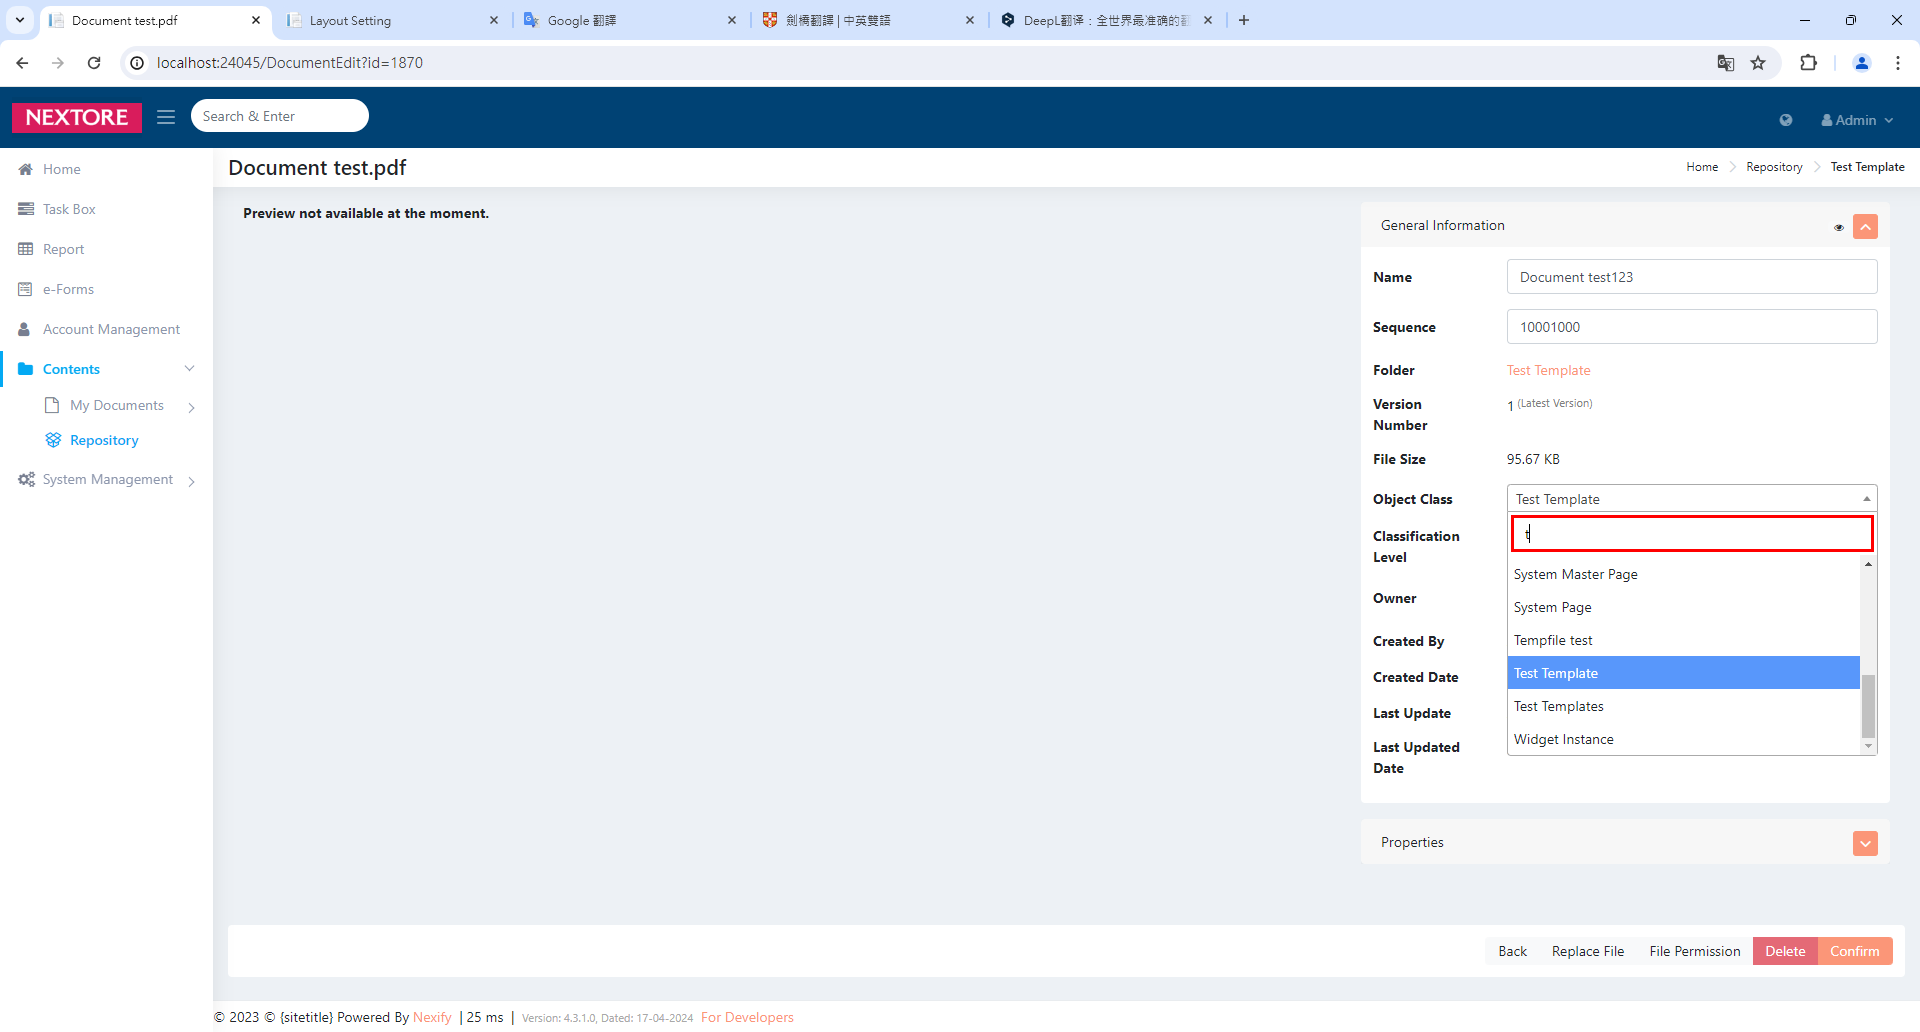 Document test.pdf
Layout Setting
Google 翻譯
劍橋翻譯 | 中英雙語
DeepL翻译：全世界最准确的
localhost:24045/DocumentEdit?id=1870
NEXTORE
Search & Enter
Admin
Home
Task Box
Report
e-Forms
Account Management
Contents
My Documents
Repository
System Management
Document test.pdf
Home
Repository
Test Template
Preview not available at the moment.
General Information
Name
Document test123
Sequence
10001000
Folder
Test Template
Version Number
1 (Latest Version)
File Size
95.67 KB
Object Class
Test Template
t
System Master Page
System Page
Tempfile test
Test Template
Test Templates
Widget Instance
Classification Level
Owner
Created By
Created Date
Last Update
Last Updated Date
Properties
Back
Replace File
File Permission
Delete
Confirm
© 2023 © {sitetitle} Powered By Nexify | 25 ms | Version: 4.3.1.0, Dated: 17-04-2024 For Developers